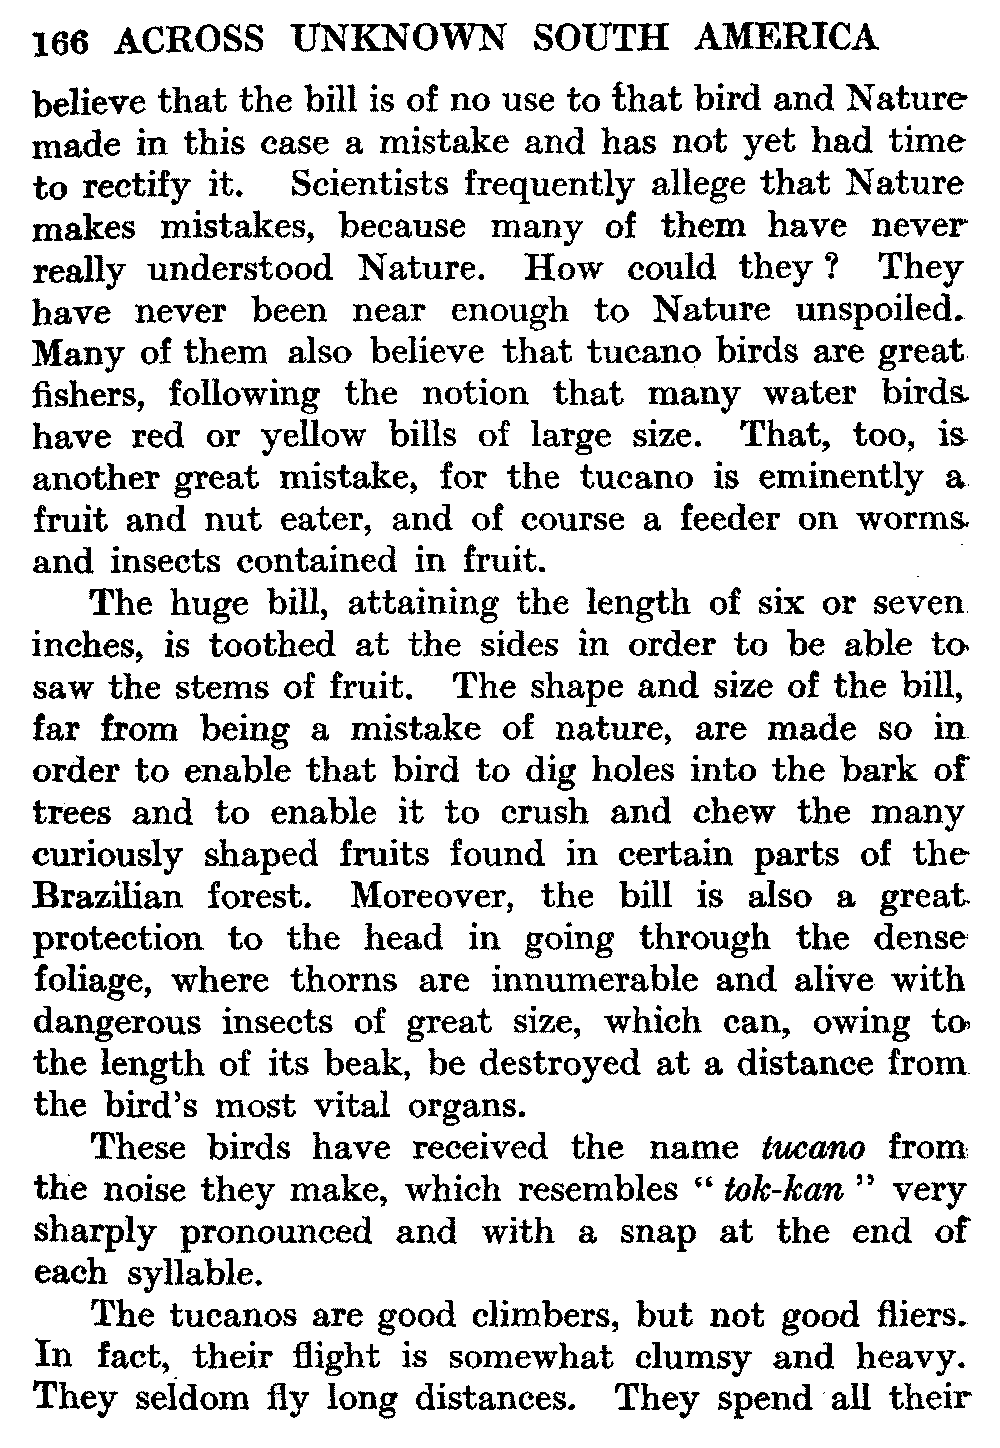 166 ACROSS UNKNOWN SOUTH AMERICA
believe that the bill is of no use to that bird and Nature
made in this case a mistake and has not yet had time
to rectify it. Scientists frequently allege that Nature
makes mistakes, because many of them have never
really understood Nature. How could they ? They
have never been near enough to Nature unspoiled.
Many of them also believe that tucano birds are great
fishers, following the notion that many water birds
have red or yellow bills of large size. That, too, is
another great mistake, for the tucano is eminently a
fruit and nut eater, and of course a feeder on worms
and insects contained in fruit.
The huge bill, attaining the length of six or seven
inches, is toothed at the sides in order to be able to
saw the stems of fruit. The shape and size of the bill,
far from being a mistake of nature, are made so in
order to enable that bird to dig holes into the bark of
trees and to enable it to crush and chew the many
curiously shaped fruits found in certain parts of the
Brazilian forest. Moreover, the bill is also a great
protection to the head in going through the dense
foliage, where thorns are innumerable and alive with
dangerous insects of great size, which can, owing to
the length of its beak, be destroyed at a distance from
the bird's most vital organs.
These birds have received the name tucano from
the noise they make, which resembles “ tok-kan ” very
sharply pronounced and with a snap at the end of
each syllable.
The tucanos are good climbers, but not good fliers.
In fact, their flight is somewhat clumsy and heavy.
They seldom fly long distances. They spend all their